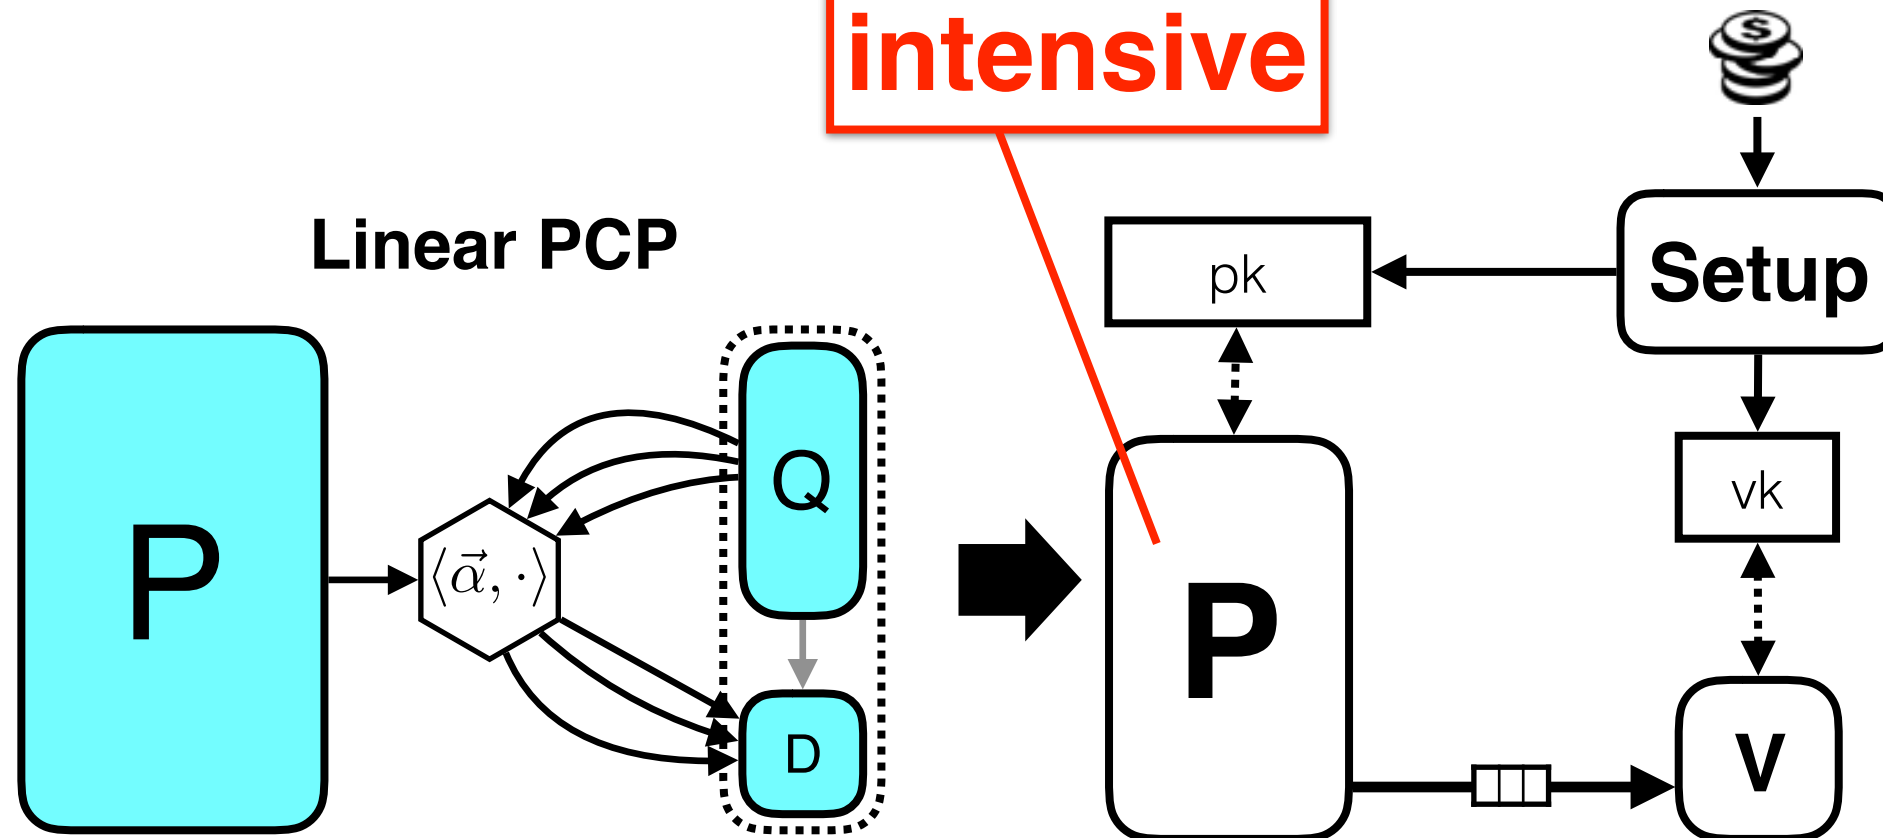 intensive
$
Linear PCP
pk
Setup
P
⟨α⃗, ·⟩
Q
D
vk
P
V